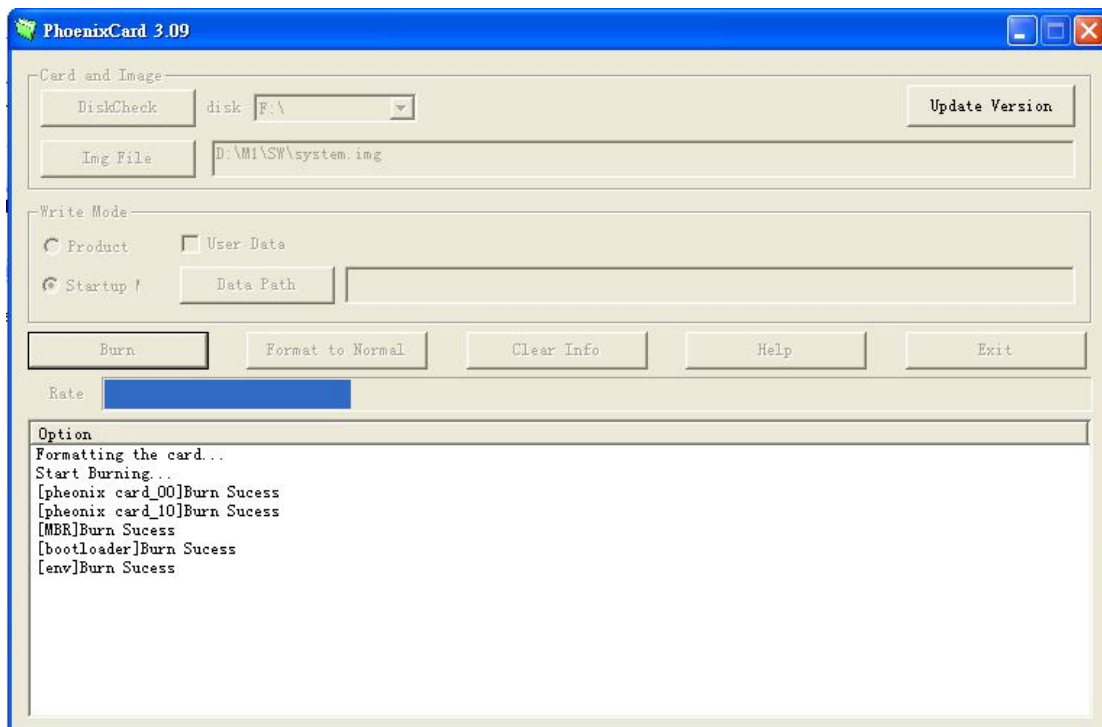 PhoenixCard 3.09
Card and Image
DiskCheck disk F:\ Update Version
Img File D:\M1\SW\system.img
Write Mode
Product User Data
Startup Data Path
Burn Format to Normal Clear Info Help Exit
Rate
Option
Formatting the card...
Start Burning...
[pheonix card_00]Burn Sucess
[pheonix card_10]Burn Sucess
[MBR]Burn Sucess
[bootloader]Burn Sucess
[env]Burn Sucess